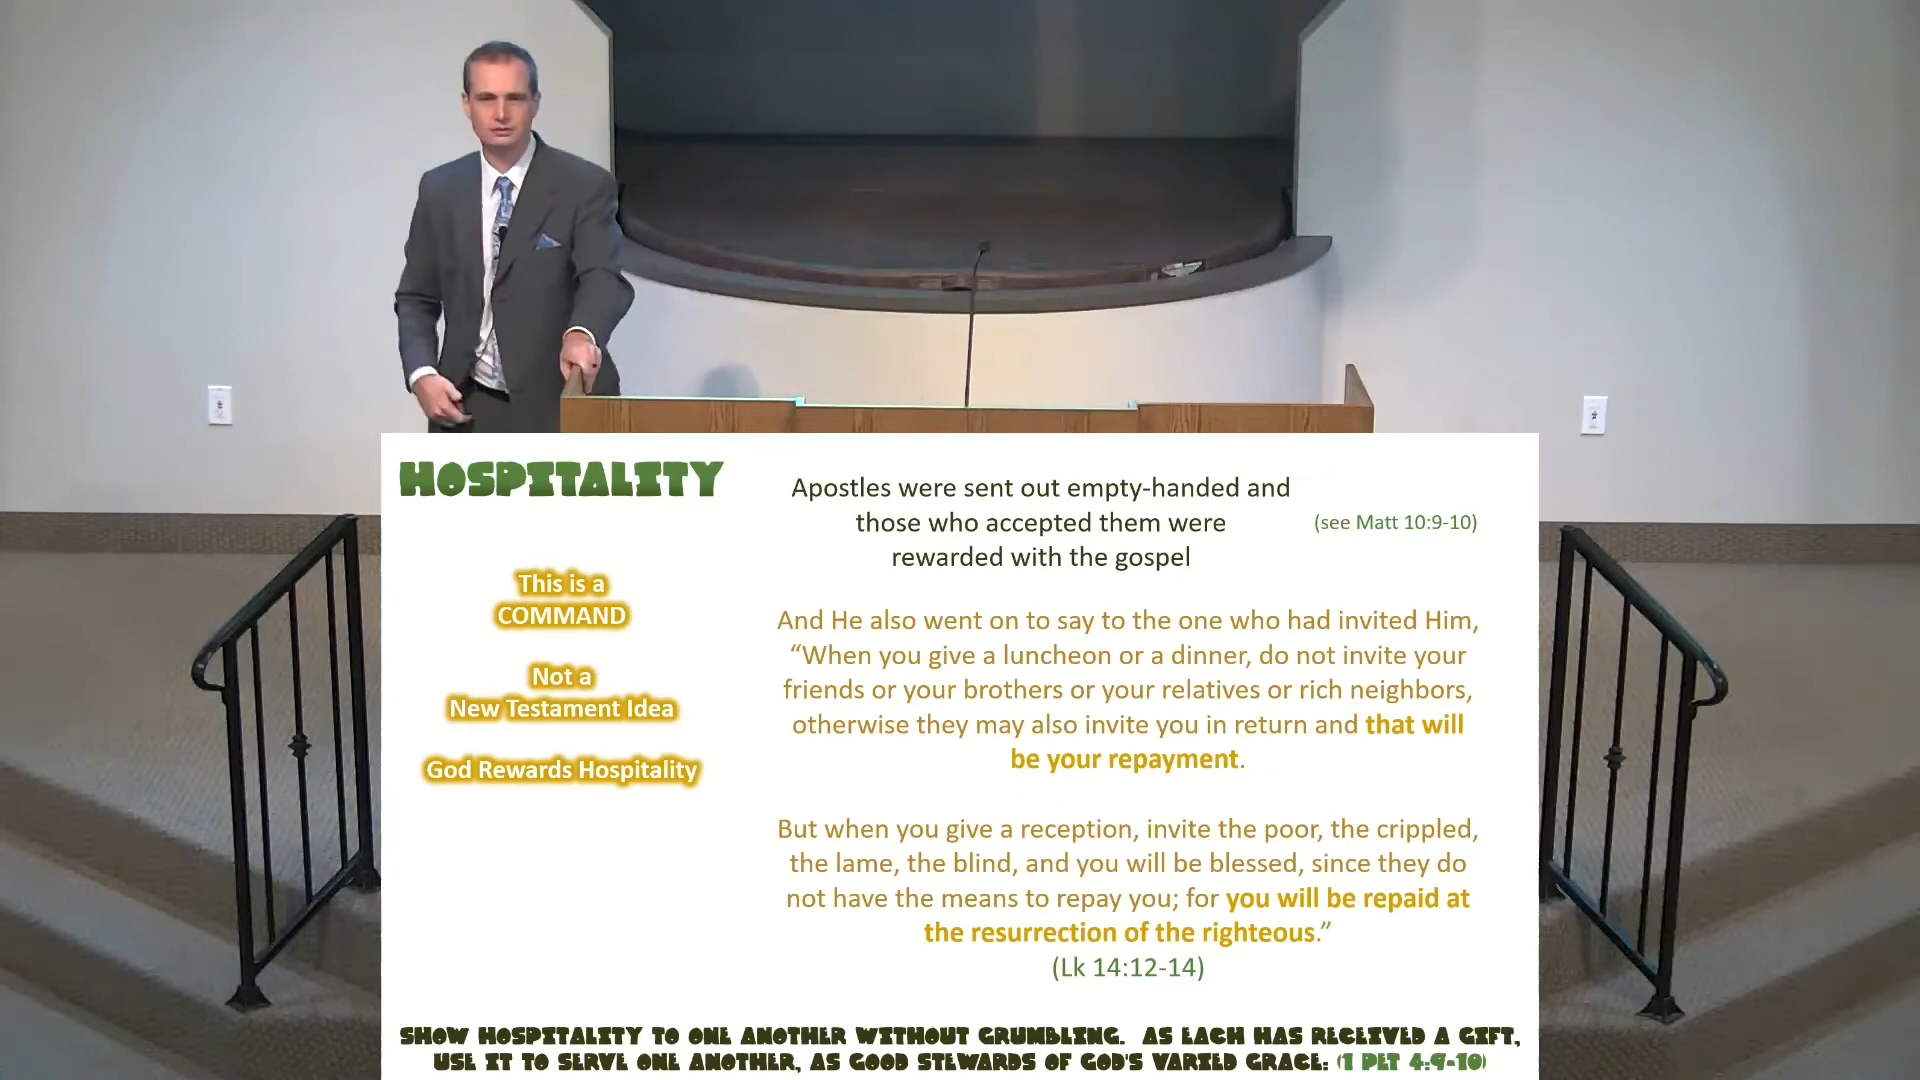 HOSPITALITY
This is a
COMMAND
Not a
New Testament Idea
God Rewards Hospitality
Apostles were sent out empty-handed and
those who accepted them were
rewarded with the gospel
(see Matt 10:9-10)
And He also went on to say to the one who had invited Him,
“When you give a luncheon or a dinner, do not invite your
friends or your brothers or your relatives or rich neighbors,
otherwise they may also invite you in return and that will
be your repayment.
But when you give a reception, invite the poor, the crippled,
the lame, the blind, and you will be blessed, since they do
not have the means to repay you; for you will be repaid at
the resurrection of the righteous.”
(Lk 14:12-14)
SHOW HOSPITALITY TO ONE ANOTHER WITHOUT GRUMBLING. AS EACH HAS RECEIVED A GIFT,
USE IT TO SERVE ONE ANOTHER, AS GOOD STEWARDS OF GOD'S VARIED GRACE: (1 PET 4:9-10)